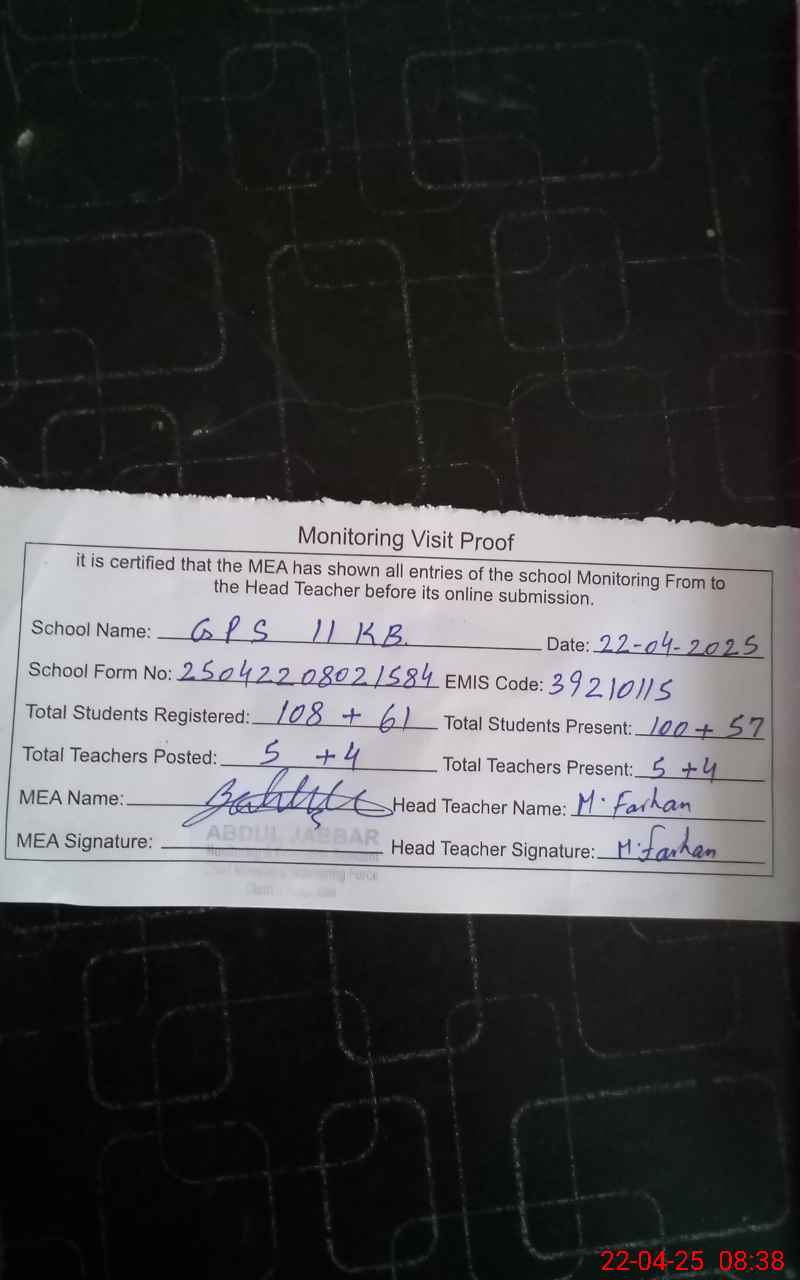 Monitoring Visit Proof
it is certified that the MEA has shown all entries of the school Monitoring From to
the Head Teacher before its online submission.
School Name: GPS 11 KB. Date: 22-04-2025
School Form No: 25042208021584 EMIS Code: 39210115
Total Students Registered: 108 + 61 Total Students Present: 100 + 57
Total Teachers Posted: 5 +4 Total Teachers Present: 5 +4
MEA Name: Head Teacher Name: M. Farhan
MEA Signature: Head Teacher Signature: M. Farhan
ABDUL JABBAR
Monitoring Force
22-04-25 08:38